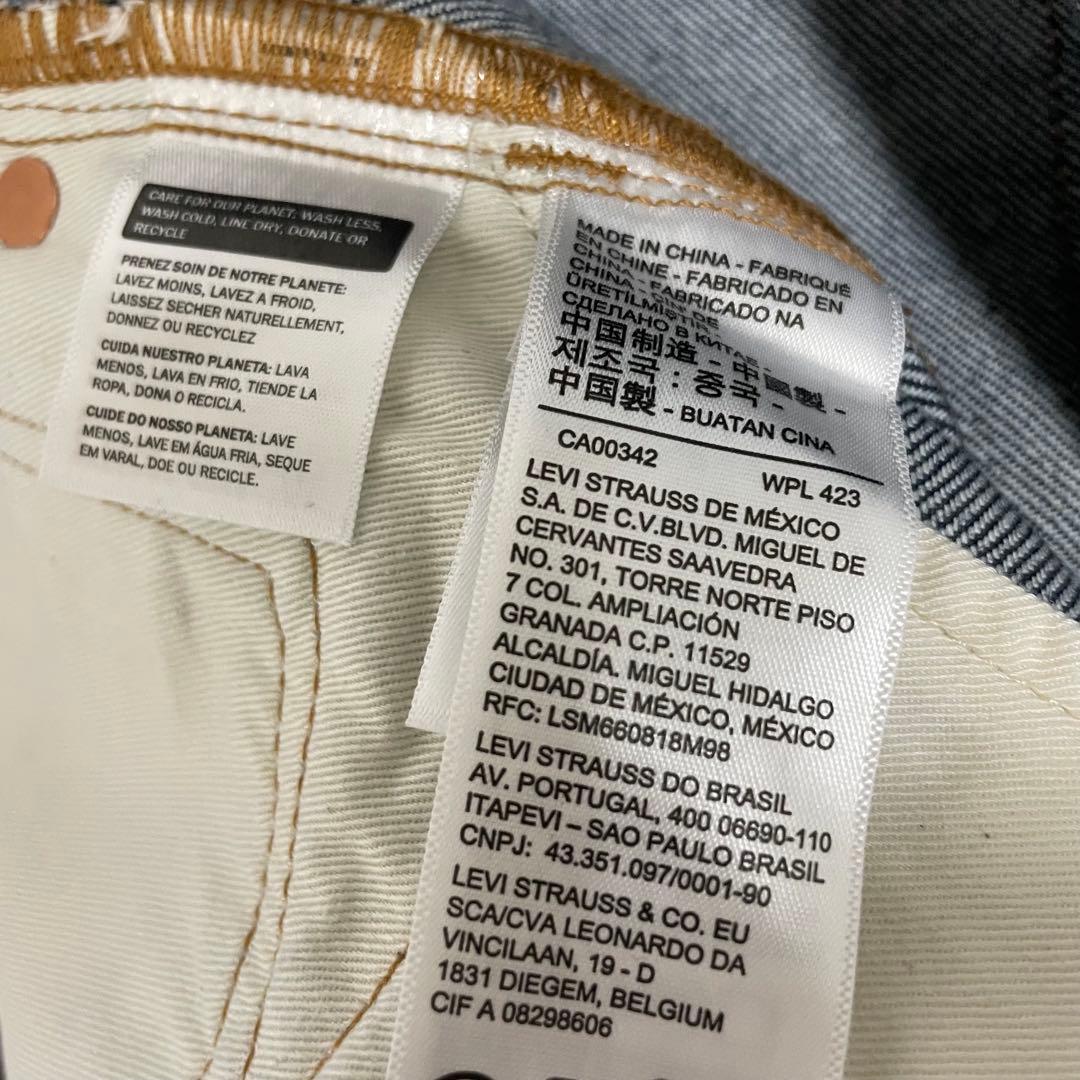 CARE FOR OUR PLANET: WASH LESS,
WASH COLD, LINE DRY, DONATE OR
RECYCLE
PRENEZ SOIN DE NOTRE PLANETE:
LAVEZ MOINS, LAVEZ A FROID,
LAISSEZ SECHER NATURELLEMENT,
DONNEZ OU RECYCLEZ
CUIDA NUESTRO PLANETA: LAVA
MENOS, LAVA EN FRIO, TIENDE LA
ROPA, DONA O RECICLA.
CUIDE DO NOSSO PLANETA: LAVE
MENOS, LAVE EM ÁGUA FRIA, SEQUE
EM VARAL, DOE OU RECICLE.
MADE IN CHINA - FABRIQUÉ
EN CHINE - FABRICADO EN
CHINA - FABRICADO NA
ÜRETİLMİŞTİR-
СДЕЛАНО В КИТАЕ -
中国制造 - 中國製 -
제조국 : 중국 -
中国製 - BUATAN CINA
CA00342 WPL 423
LEVI STRAUSS DE MÉXICO
S.A. DE C.V.BLVD. MIGUEL DE
CERVANTES SAAVEDRA
NO. 301, TORRE NORTE PISO
7 COL. AMPLIACIÓN
GRANADA C.P. 11529
ALCALDÍA. MIGUEL HIDALGO
CIUDAD DE MÉXICO, MÉXICO
RFC: LSM660818M98
LEVI STRAUSS DO BRASIL
AV. PORTUGAL, 400 06690-110
ITAPEVI – SAO PAULO BRASIL
CNPJ: 43.351.097/0001-90
LEVI STRAUSS & CO. EU
SCA/CVA LEONARDO DA
VINCILAAN, 19 - D
1831 DIEGEM, BELGIUM
CIF A 08298606